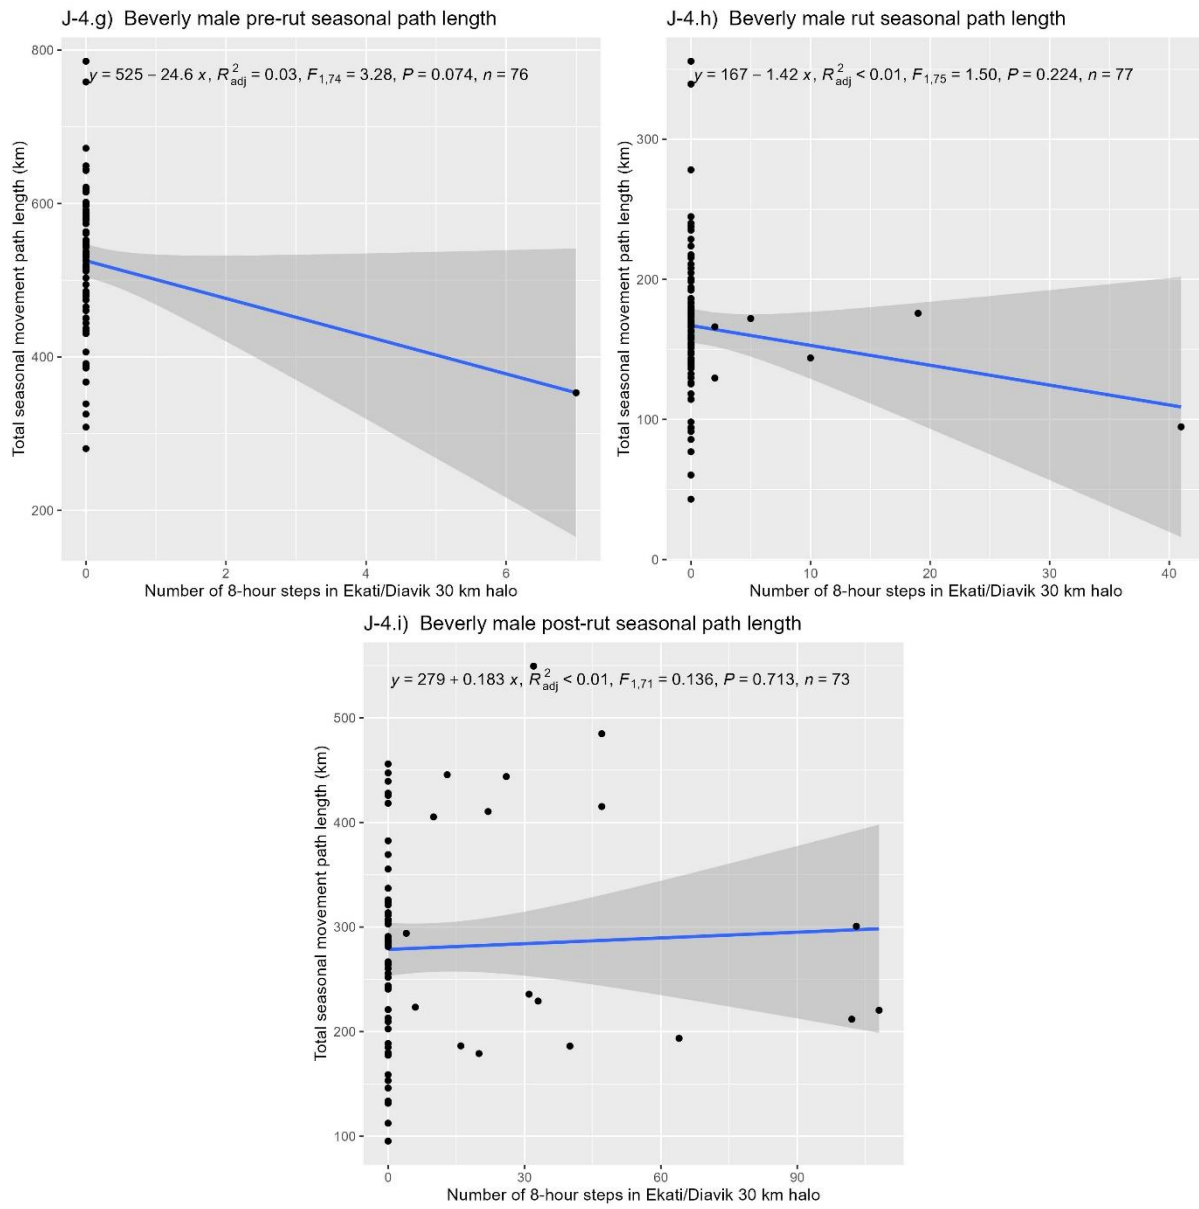 J-4.g)  Beverly male pre-rut seasonal path length
y = 525 − 24.6 x, R²adj = 0.03, F1,74 = 3.28, P = 0.074, n = 76
Total seasonal movement path length (km)
800
600
400
200
0 2 4 6
Number of 8-hour steps in Ekati/Diavik 30 km halo
J-4.h)  Beverly male rut seasonal path length
y = 167 − 1.42 x, R²adj < 0.01, F1,75 = 1.50, P = 0.224, n = 77
Total seasonal movement path length (km)
300
200
100
0
0 10 20 30 40
Number of 8-hour steps in Ekati/Diavik 30 km halo
J-4.i)  Beverly male post-rut seasonal path length
y = 279 + 0.183 x, R²adj < 0.01, F1,71 = 0.136, P = 0.713, n = 73
Total seasonal movement path length (km)
500
400
300
200
100
0 30 60 90
Number of 8-hour steps in Ekati/Diavik 30 km halo